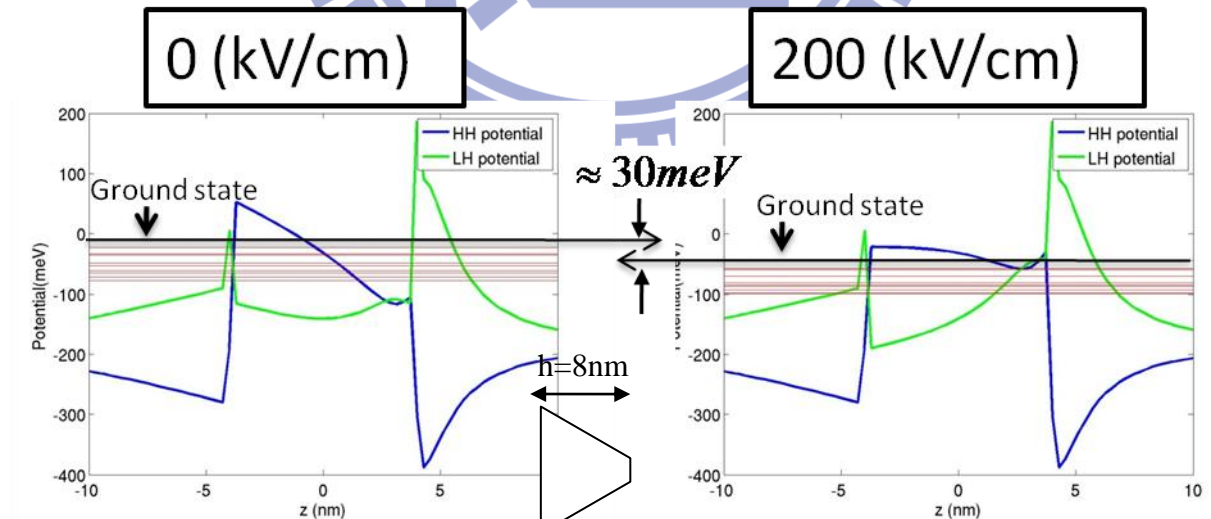 0 (kV/cm)
200 (kV/cm)
200
100
0
-100
-200
-300
-400
-10
-5
0
5
Potential(meV)
z (nm)
HH potential
LH potential
Ground state
≈ 30meV
h=8nm
200
100
0
-100
-200
-300
-400
-10
-5
0
5
10
z (nm)
HH potential
LH potential
Ground state